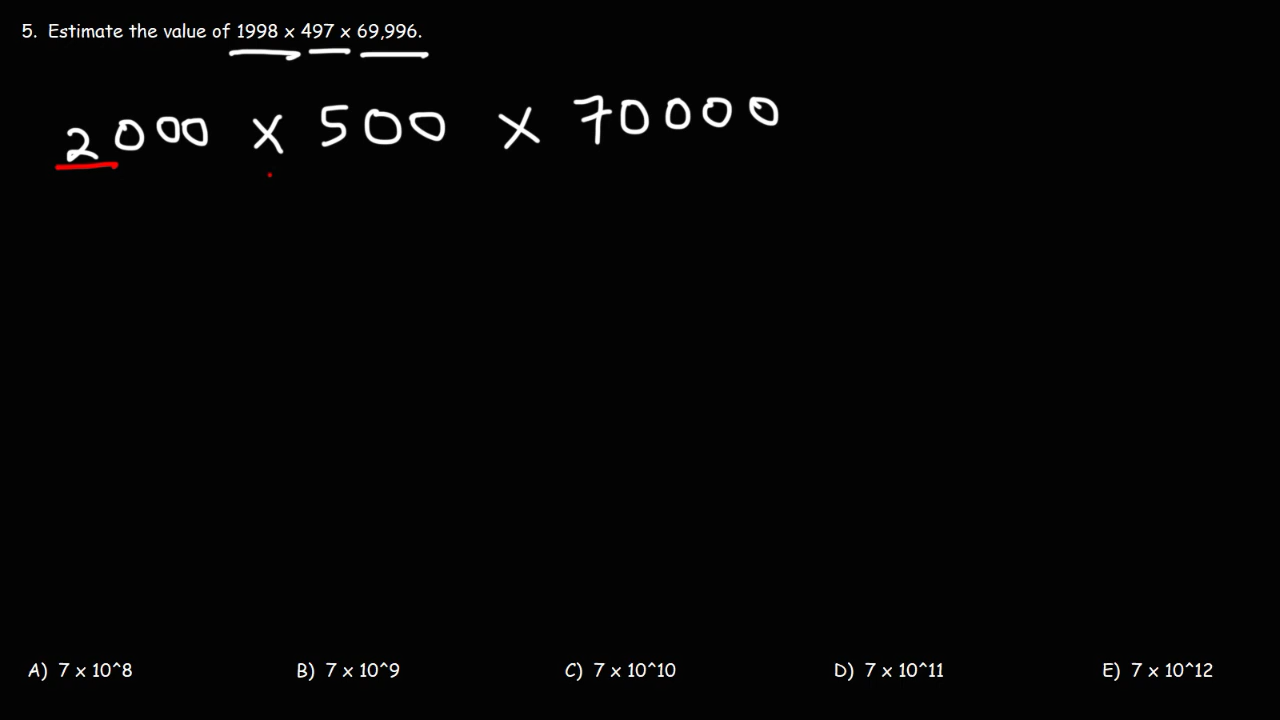 5. Estimate the value of 1998 x 497 x 69,996.
2000 x 500 x 70000
A) 7 x 10^8 B) 7 x 10^9 C) 7 x 10^10 D) 7 x 10^11 E) 7 x 10^12